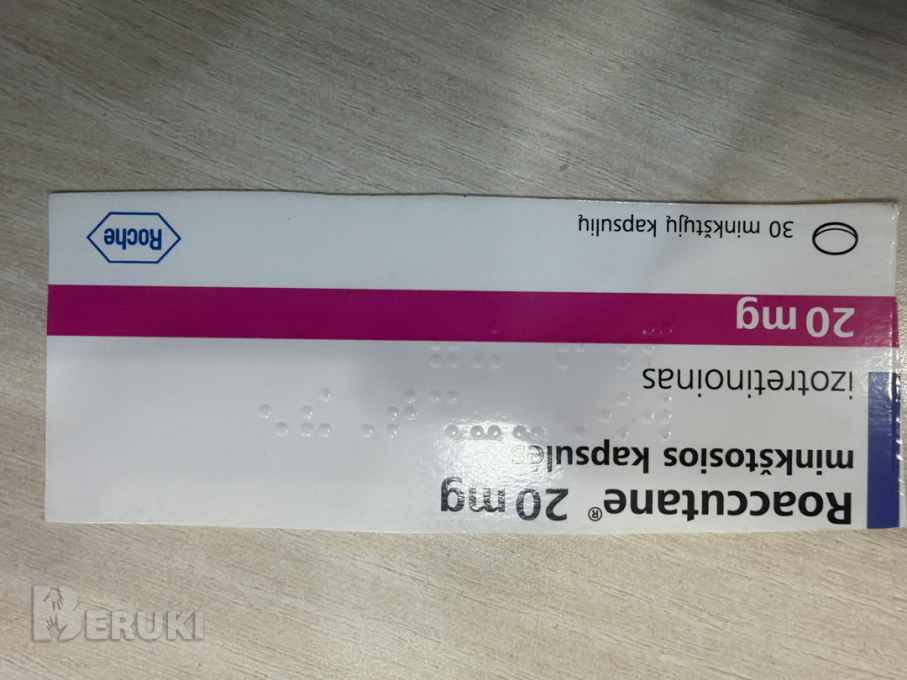 Roaccutane® 20 mg
minkštosios kapsulės
izotretinoinas
20 mg
30 minkštųjų kapsulių
Roche
BERUKI